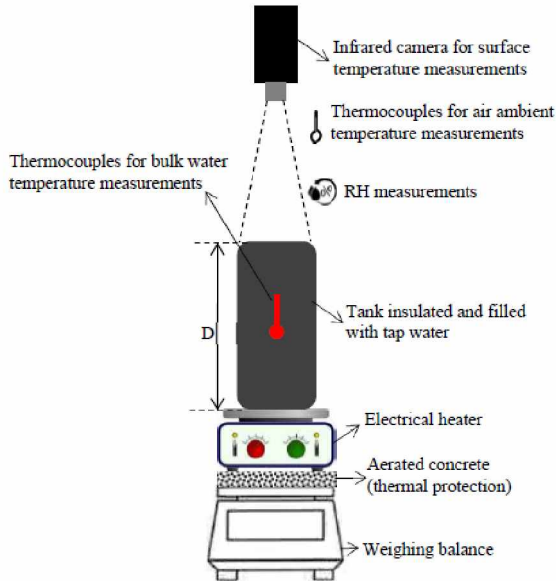 Infrared camera for surface
temperature measurements
Thermocouples for air ambient
temperature measurements
Thermocouples for bulk water
temperature measurements
RH measurements
Tank insulated and filled
with tap water
D
Electrical heater
Aerated concrete
(thermal protection)
Weighing balance